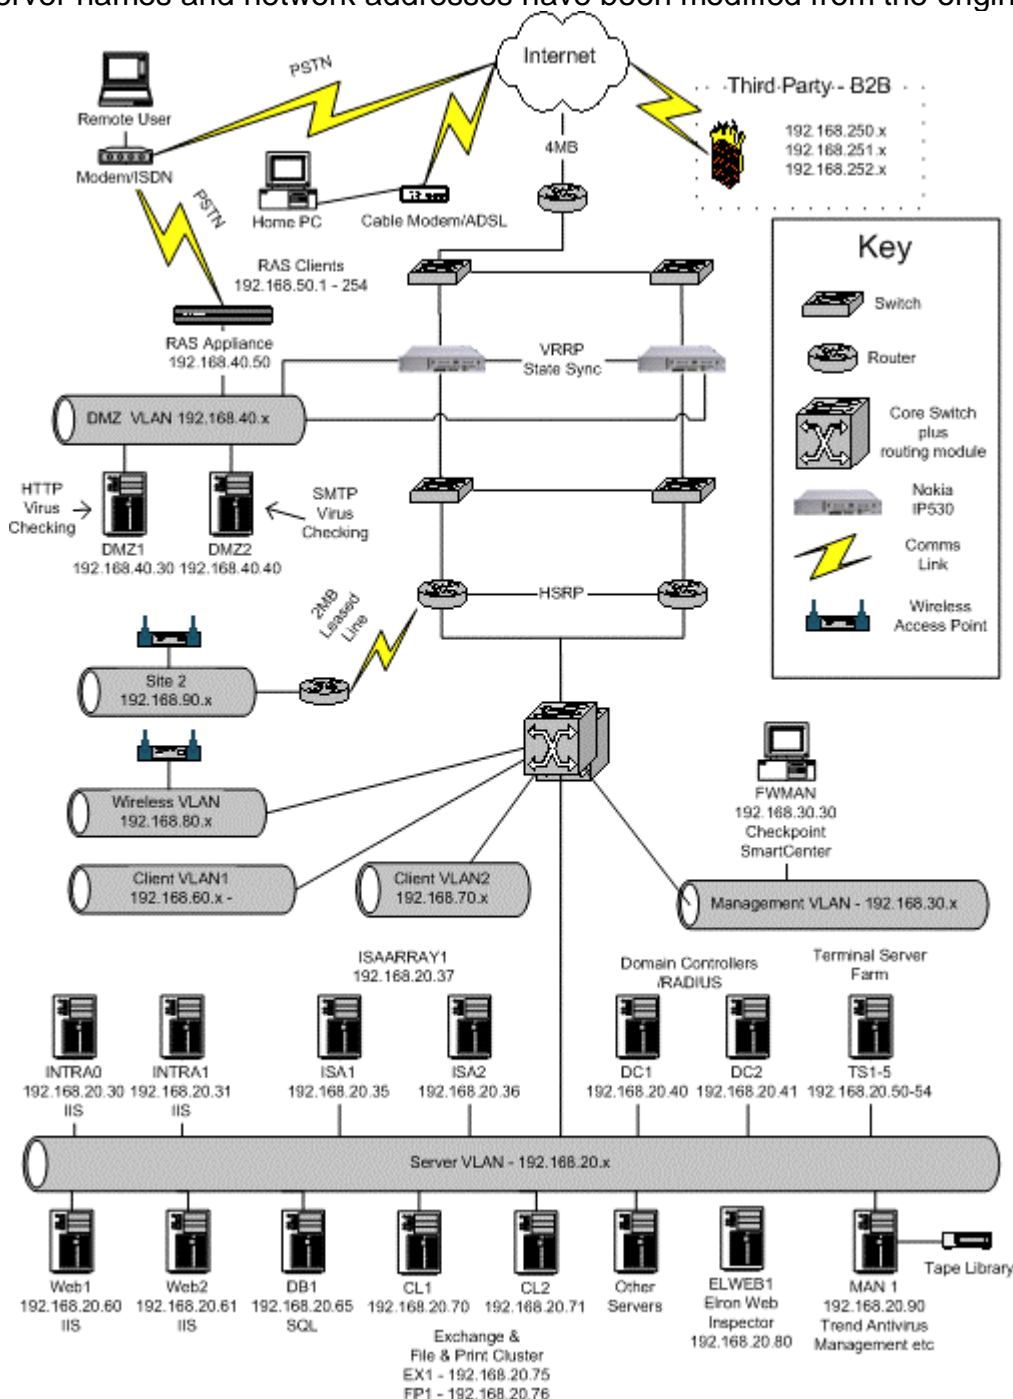 erver names and network addresses have been modified from the origin
Internet
PSTN
Third Party - B2B
192.168.250.x
192.168.251.x
192.168.252.x
Remote User
4MB
Modem/ISDN
PSTN
Home PC
Cable Modem/ADSL
Key
Switch
Router
Core Switch
plus
routing module
Nokia
IP530
Comms
Link
Wireless
Access Point
RAS Clients
192.168.50.1 - 254
RAS Appliance
192.168.40.50
VRRP
State Sync
DMZ VLAN 192.168.40.x
HTTP
Virus
Checking
SMTP
Virus
Checking
DMZ1
192.168.40.30
DMZ2
192.168.40.40
HSRP
2MB
Leased
Line
Site 2
192.168.90.x
Wireless VLAN
192.168.80.x
FWMAN
192.168.30.30
Checkpoint
SmartCenter
Client VLAN1
192.168.60.x -
Client VLAN2
192.168.70.x
Management VLAN - 192.168.30.x
ISAARRAY1
192.168.20.37
Domain Controllers
/RADIUS
Terminal Server
Farm
INTRA0
192.168.20.30
IIS
INTRA1
192.168.20.31
IIS
ISA1
192.168.20.35
ISA2
192.168.20.36
DC1
192.168.20.40
DC2
192.168.20.41
TS1-5
192.168.20.50-54
Server VLAN - 192.168.20.x
Web1
192.168.20.60
IIS
Web2
192.168.20.61
IIS
DB1
192.168.20.65
SQL
CL1
192.168.20.70
CL2
192.168.20.71
Exchange &
File & Print Cluster
EX1 - 192.168.20.75
FP1 - 192.168.20.76
Other
Servers
ELWEB1
Elron Web
Inspector
192.168.20.80
MAN 1
192.168.20.90
Trend Antivirus
Management etc
Tape Library